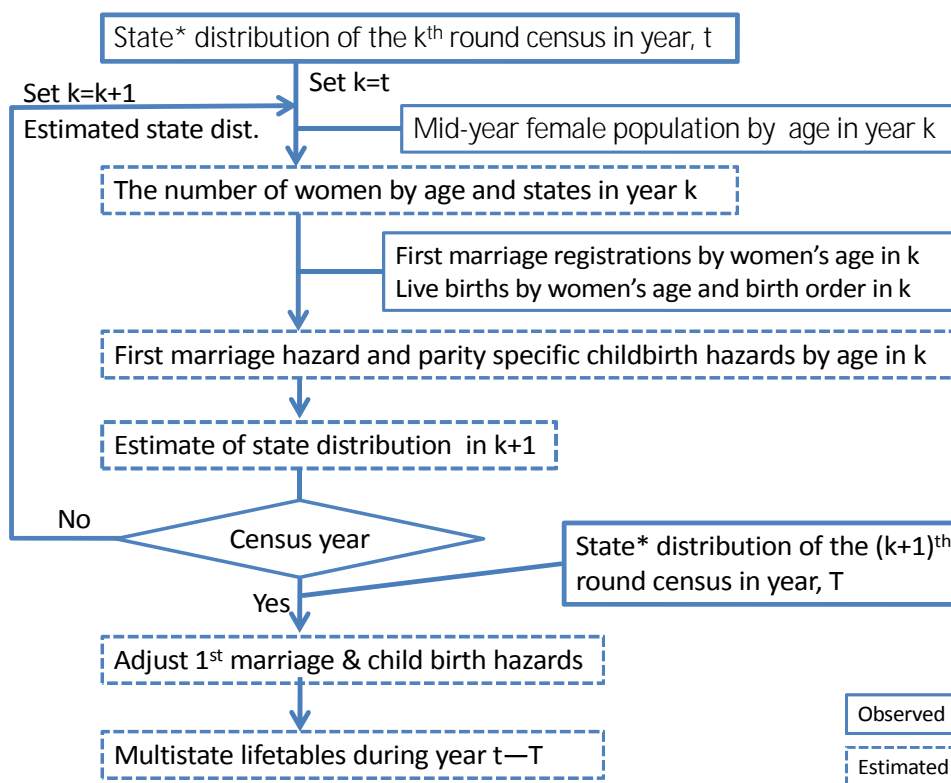 State* distribution of the kth round census in year, t
Set k=k+1
Set k=t
Estimated state dist.
Mid-year female population by age in year k
The number of women by age and states in year k
First marriage registrations by women's age in k
Live births by women's age and birth order in k
First marriage hazard and parity specific childbirth hazards by age in k
Estimate of state distribution in k+1
No
Census year
State* distribution of the (k+1)th
round census in year, T
Yes
Adjust 1st marriage & child birth hazards
Multistate lifetables during year t—T
Observed
Estimated